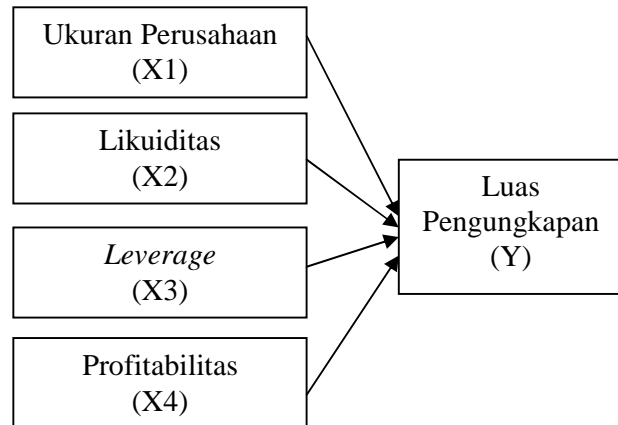 Ukuran Perusahaan
(X1)
Likuiditas
(X2)
Leverage
(X3)
Profitabilitas
(X4)
Luas
Pengungkapan
(Y)